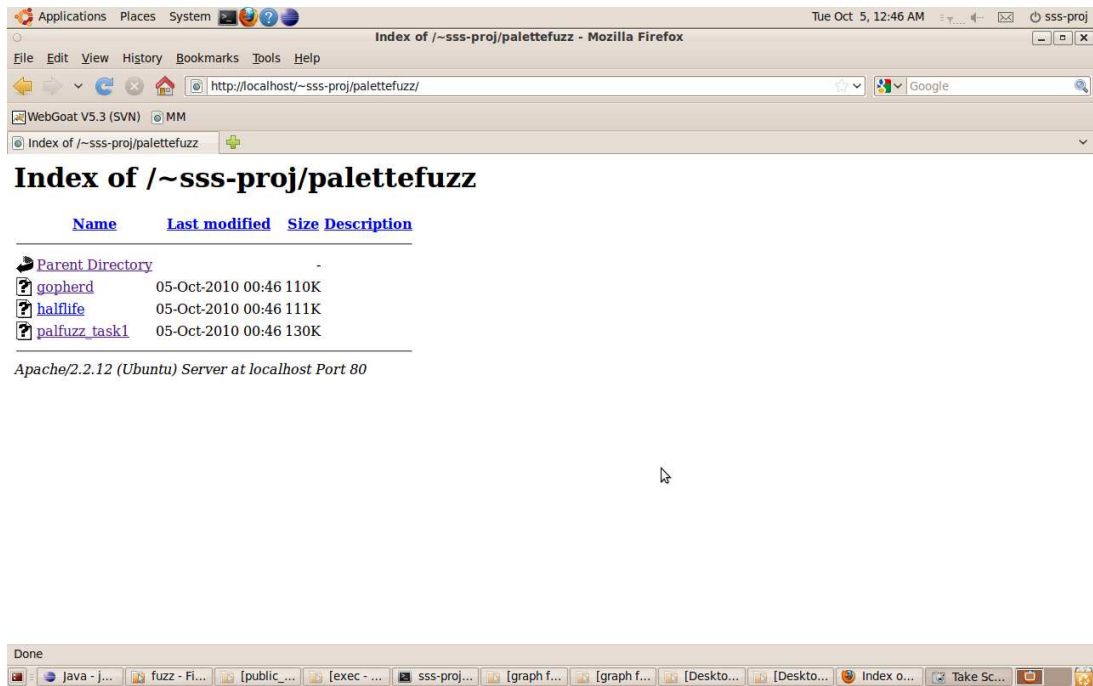 Applications Places System Tue Oct 5, 12:46 AM sss-proj
Index of /~sss-proj/palettefuzz - Mozilla Firefox
File Edit View History Bookmarks Tools Help
http://localhost/~sss-proj/palettefuzz/ Google
WebGoat V5.3 (SVN) MM
Index of /~sss-proj/palettefuzz
Index of /~sss-proj/palettefuzz
Name Last modified Size Description
Parent Directory -
gopherd 05-Oct-2010 00:46 110K
halflife 05-Oct-2010 00:46 111K
palfuzz_task1 05-Oct-2010 00:46 130K
Apache/2.2.12 (Ubuntu) Server at localhost Port 80
Done
Java - j... fuzz - Fi... [public_... [exec - ... sss-proj... [graph f... [graph f... [Deskto... [Deskto... Index o... Take Sc...